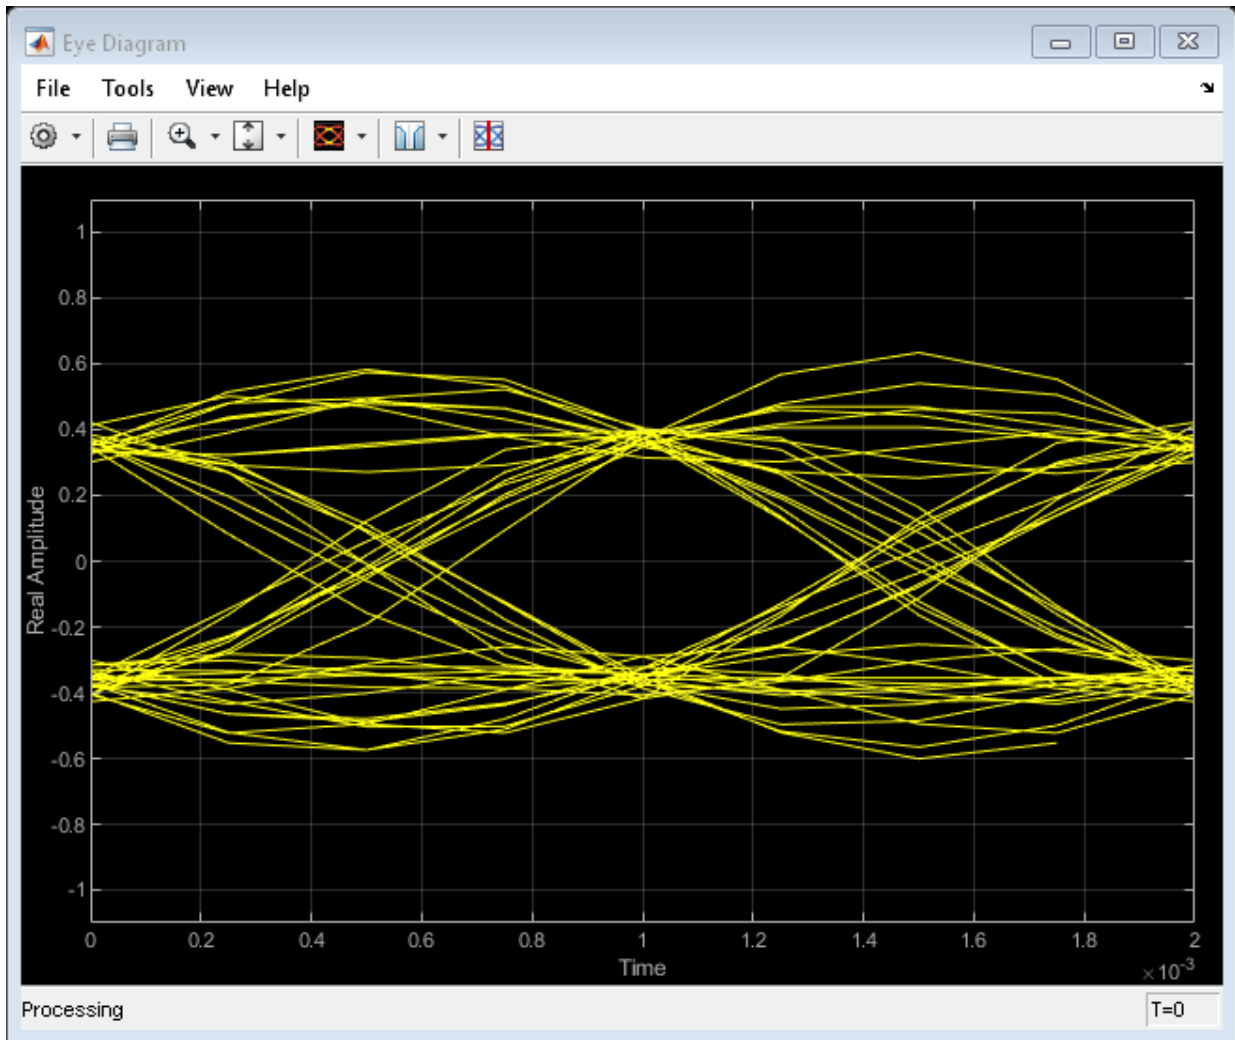 Eye Diagram
File Tools View Help
1
0.8
0.6
0.4
0.2
0
-0.2
-0.4
-0.6
-0.8
-1
Real Amplitude
0 0.2 0.4 0.6 0.8 1 1.2 1.4 1.6 1.8 2
Time
×10-3
Processing T=0